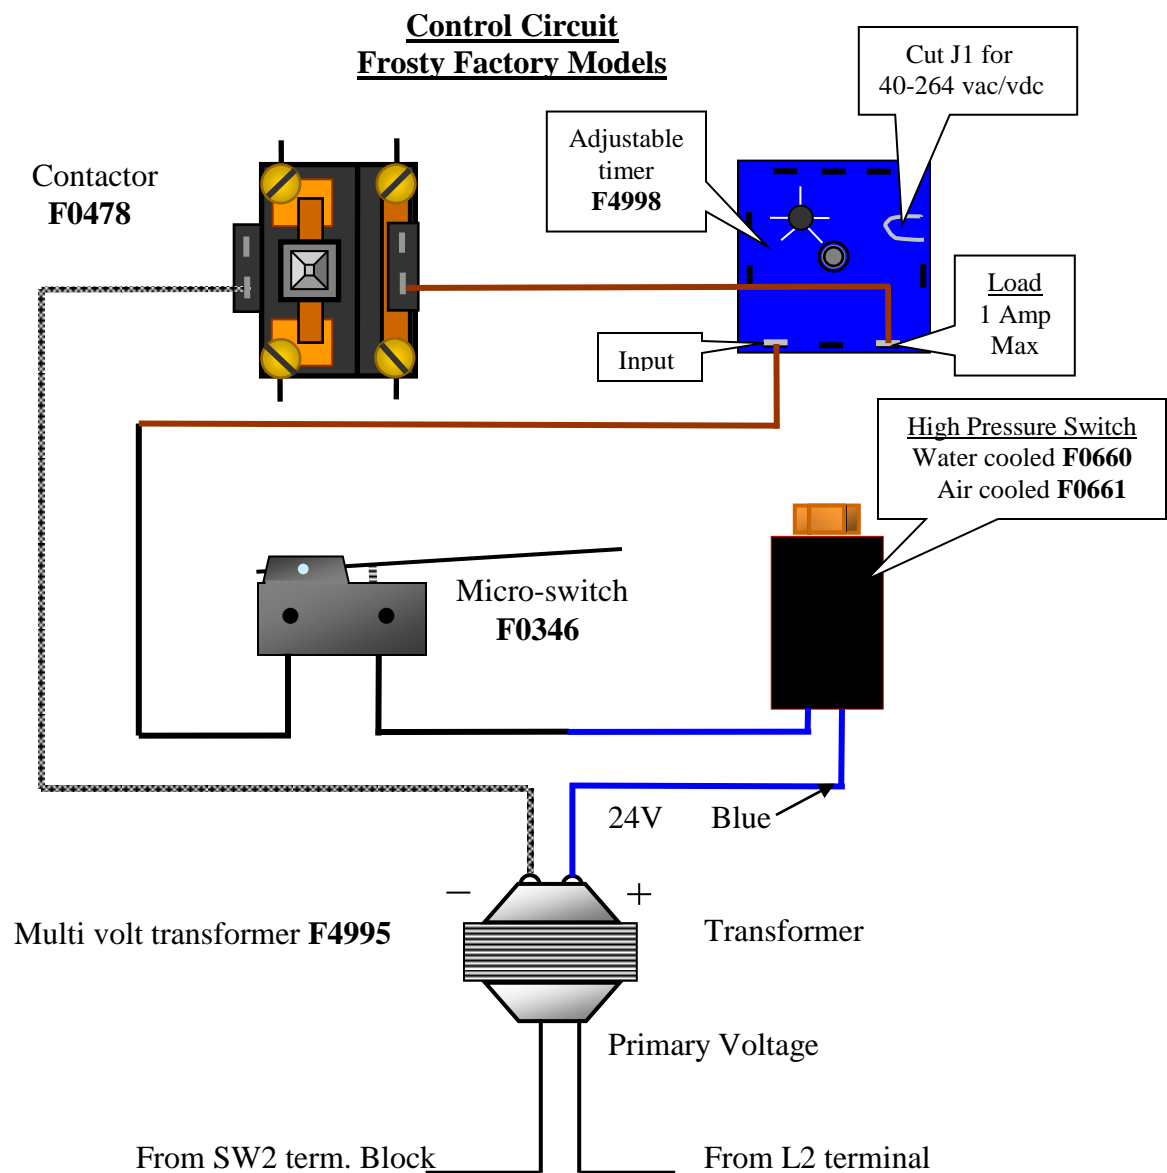 Control Circuit
Frosty Factory Models
Cut J1 for
40-264 vac/vdc
Adjustable
timer
F4998
Contactor
F0478
Load
1 Amp
Max
Input
High Pressure Switch
Water cooled F0660
Air cooled F0661
Micro-switch
F0346
24V Blue
− +
Multi volt transformer F4995
Transformer
Primary Voltage
From SW2 term. Block
From L2 terminal